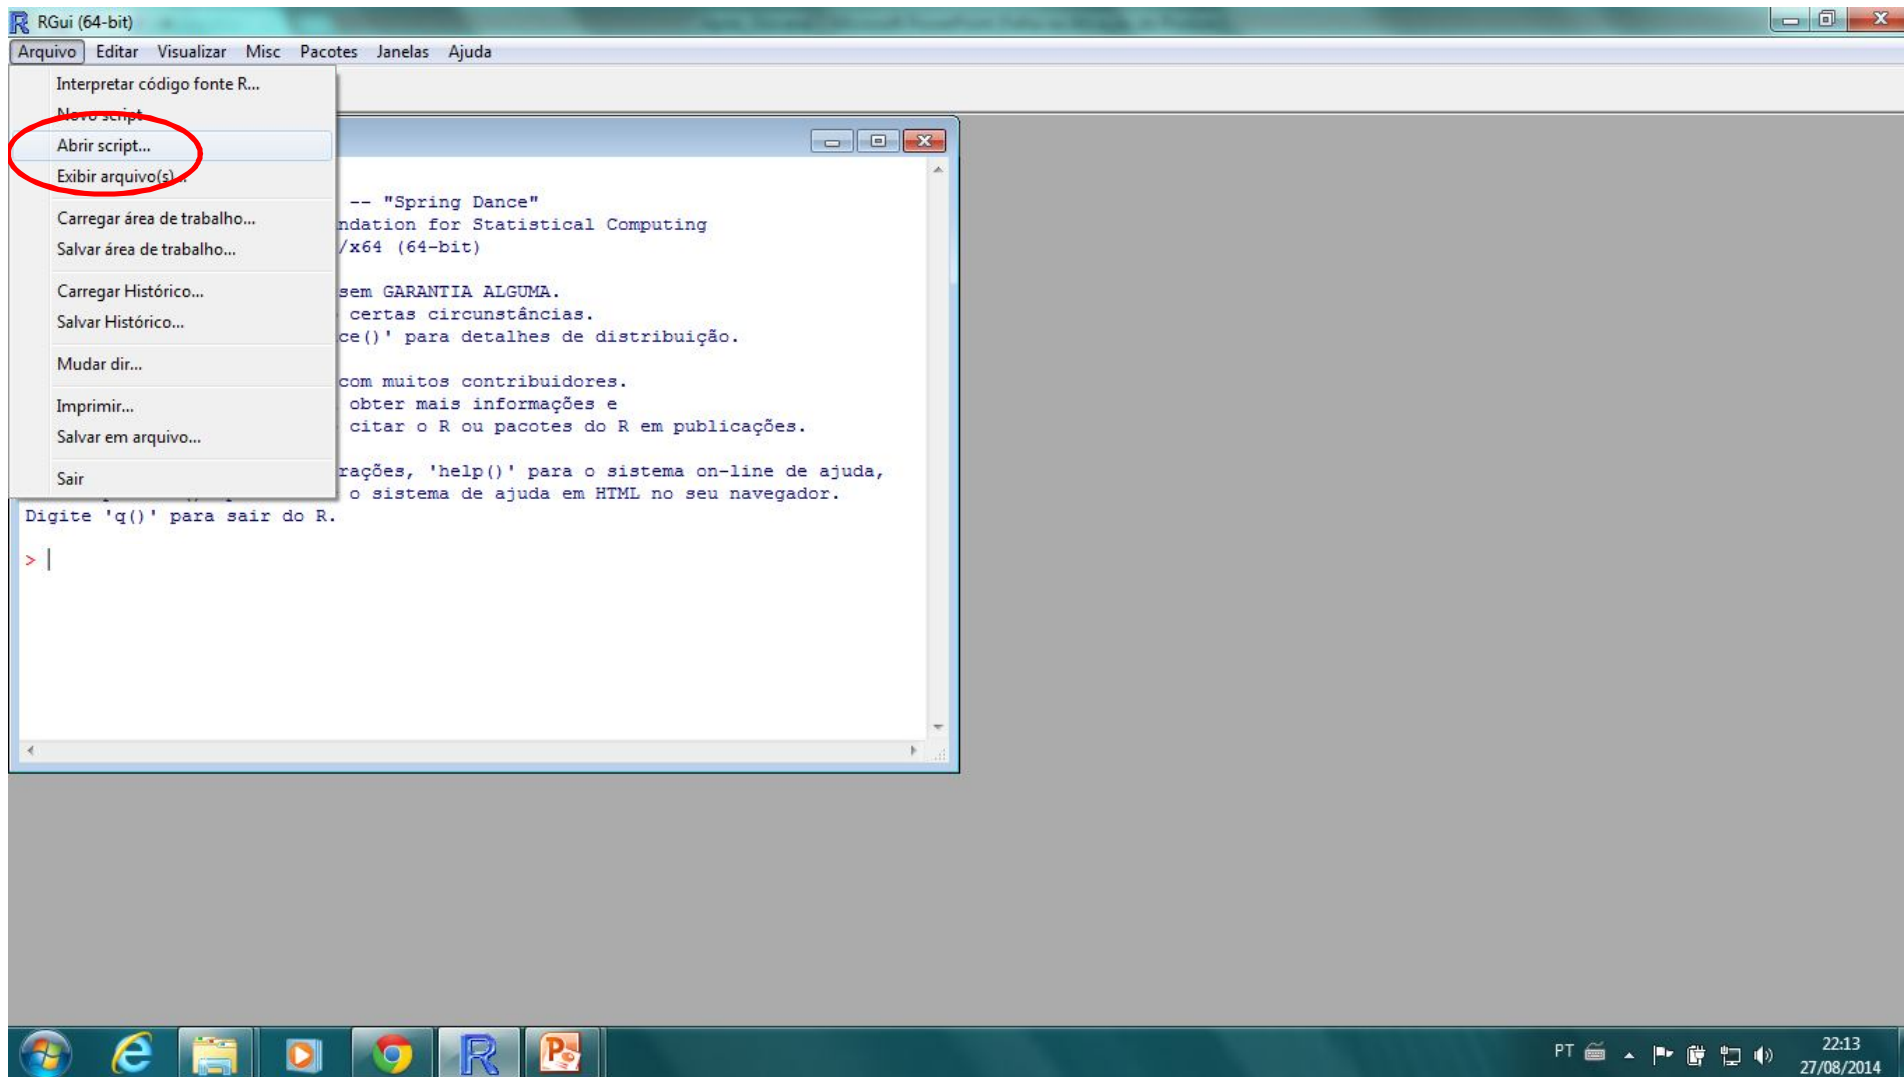 RGui (64-bit)
Arquivo Editar Visualizar Misc Pacotes Janelas Ajuda
Interpretar código fonte R...
Novo script
Abrir script...
Exibir arquivo(s)...
Carregar área de trabalho...
Salvar área de trabalho...
Carregar Histórico...
Salvar Histórico...
Mudar dir...
Imprimir...
Salvar em arquivo...
Sair
-- "Spring Dance"
ndation for Statistical Computing
/x64 (64-bit)
sem GARANTIA ALGUMA.
certas circunstâncias.
ce()' para detalhes de distribuição.
com muitos contribuidores.
obter mais informações e
citar o R ou pacotes do R em publicações.
rações, 'help()' para o sistema on-line de ajuda,
o sistema de ajuda em HTML no seu navegador.
Digite 'q()' para sair do R.
>
PT
22:13
27/08/2014